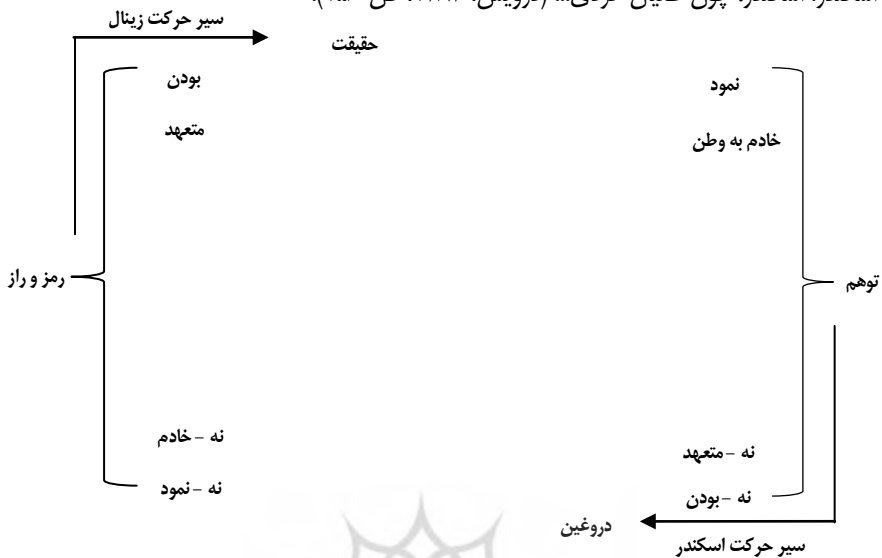 سیر حرکت زینال
حقیقت
بودن
نمود
متعهد
خادم به وطن
رمز و راز
توهم
نه – خادم
نه – متعهد
نه – نمود
نه – بودن
دروغین
سیر حرکت اسکندر